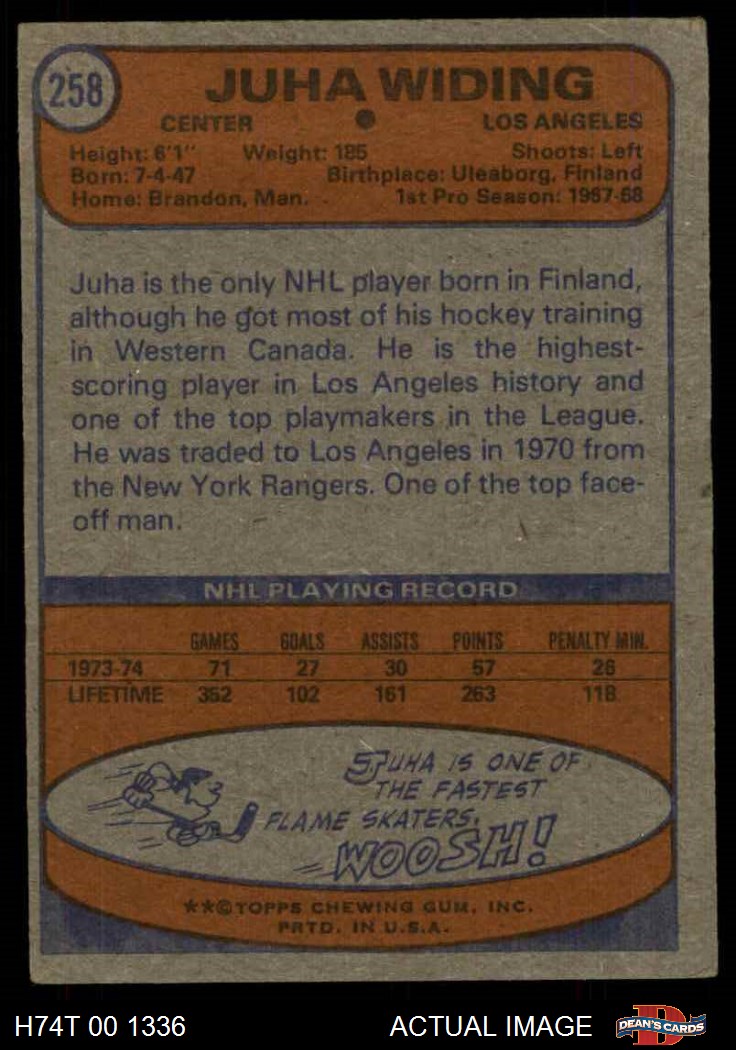 258
JUHA WIDING
CENTER LOS ANGELES
Height: 6'1" Weight: 185 Shoots: Left
Born: 7-4-47 Birthplace: Uleaborg, Finland
Home: Brandon, Man. 1st Pro Season: 1967-68
Juha is the only NHL player born in Finland,
although he got most of his hockey training
in Western Canada. He is the highest-
scoring player in Los Angeles history and
one of the top playmakers in the League.
He was traded to Los Angeles in 1970 from
the New York Rangers. One of the top face-
off man.
NHL PLAYING RECORD
GAMES GOALS ASSISTS POINTS PENALTY MIN.
1973-74 71 27 30 57 26
LIFETIME 352 102 161 263 118
JUHA IS ONE OF
THE FASTEST
FLAME SKATERS.
WOOSH!
**©TOPPS CHEWING GUM, INC.
PRTD. IN U.S.A.
H74T 00 1336 ACTUAL IMAGE D DEAN'S CARDS